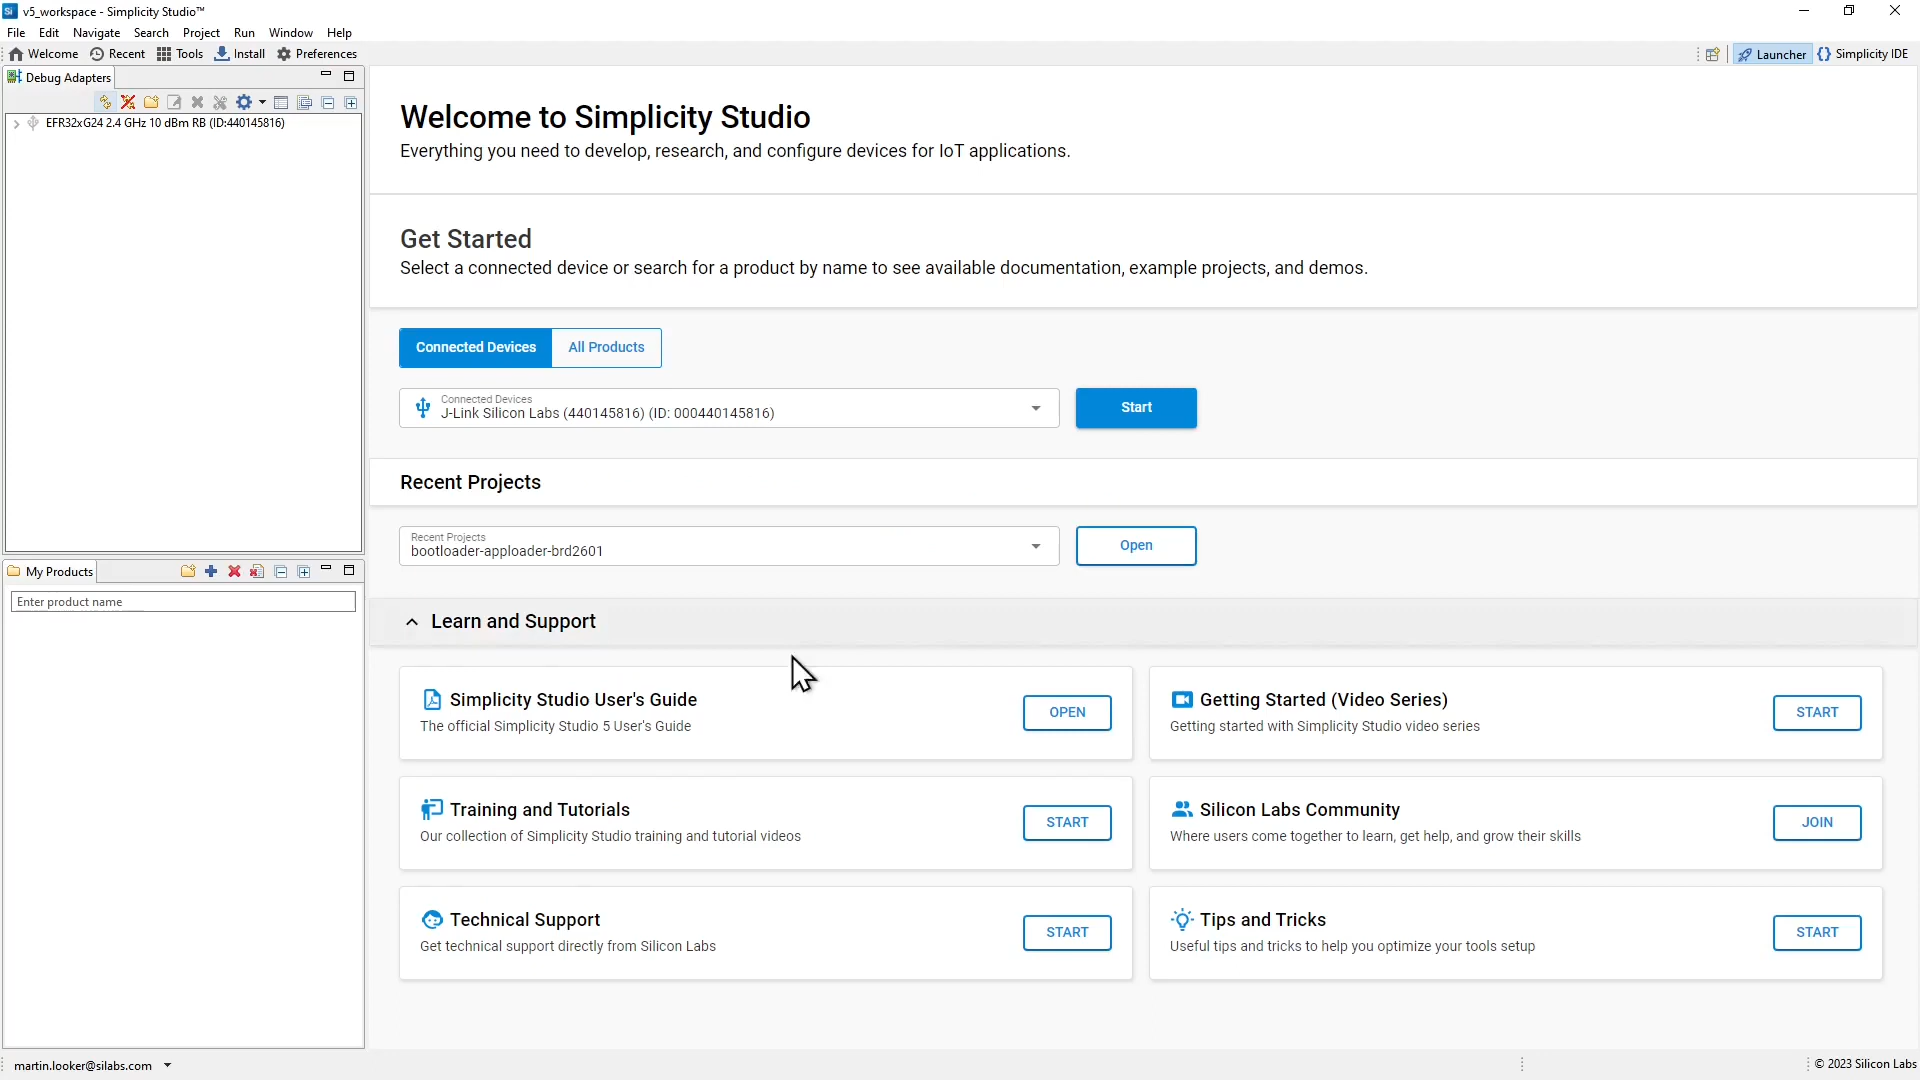 Si v5_workspace - Simplicity Studio™
File Edit Navigate Search Project Run Window Help
Welcome Recent Tools Install Preferences
Launcher Simplicity IDE
Debug Adapters
EFR32xG24 2.4 GHz 10 dBm RB (ID:440145816)
My Products
Enter product name
Welcome to Simplicity Studio
Everything you need to develop, research, and configure devices for IoT applications.
Get Started
Select a connected device or search for a product by name to see available documentation, example projects, and demos.
Connected Devices All Products
Connected Devices
J-Link Silicon Labs (440145816) (ID: 000440145816)
Start
Recent Projects
Recent Projects
bootloader-apploader-brd2601
Open
Learn and Support
Simplicity Studio User's Guide
The official Simplicity Studio 5 User's Guide
OPEN
Getting Started (Video Series)
Getting started with Simplicity Studio video series
START
Training and Tutorials
Our collection of Simplicity Studio training and tutorial videos
START
Silicon Labs Community
Where users come together to learn, get help, and grow their skills
JOIN
Technical Support
Get technical support directly from Silicon Labs
START
Tips and Tricks
Useful tips and tricks to help you optimize your tools setup
START
martin.looker@silabs.com
© 2023 Silicon Labs